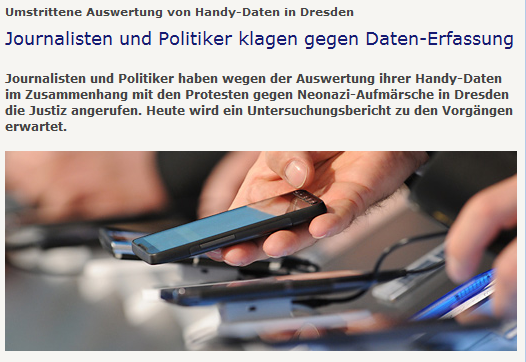 Umstrittene Auswertung von Handy-Daten in Dresden
Journalisten und Politiker klagen gegen Daten-Erfassung
Journalisten und Politiker haben wegen der Auswertung ihrer Handy-Daten
im Zusammenhang mit den Protesten gegen Neonazi-Aufmärsche in Dresden
die Justiz angerufen. Heute wird ein Untersuchungsbericht zu den Vorgängen
erwartet.